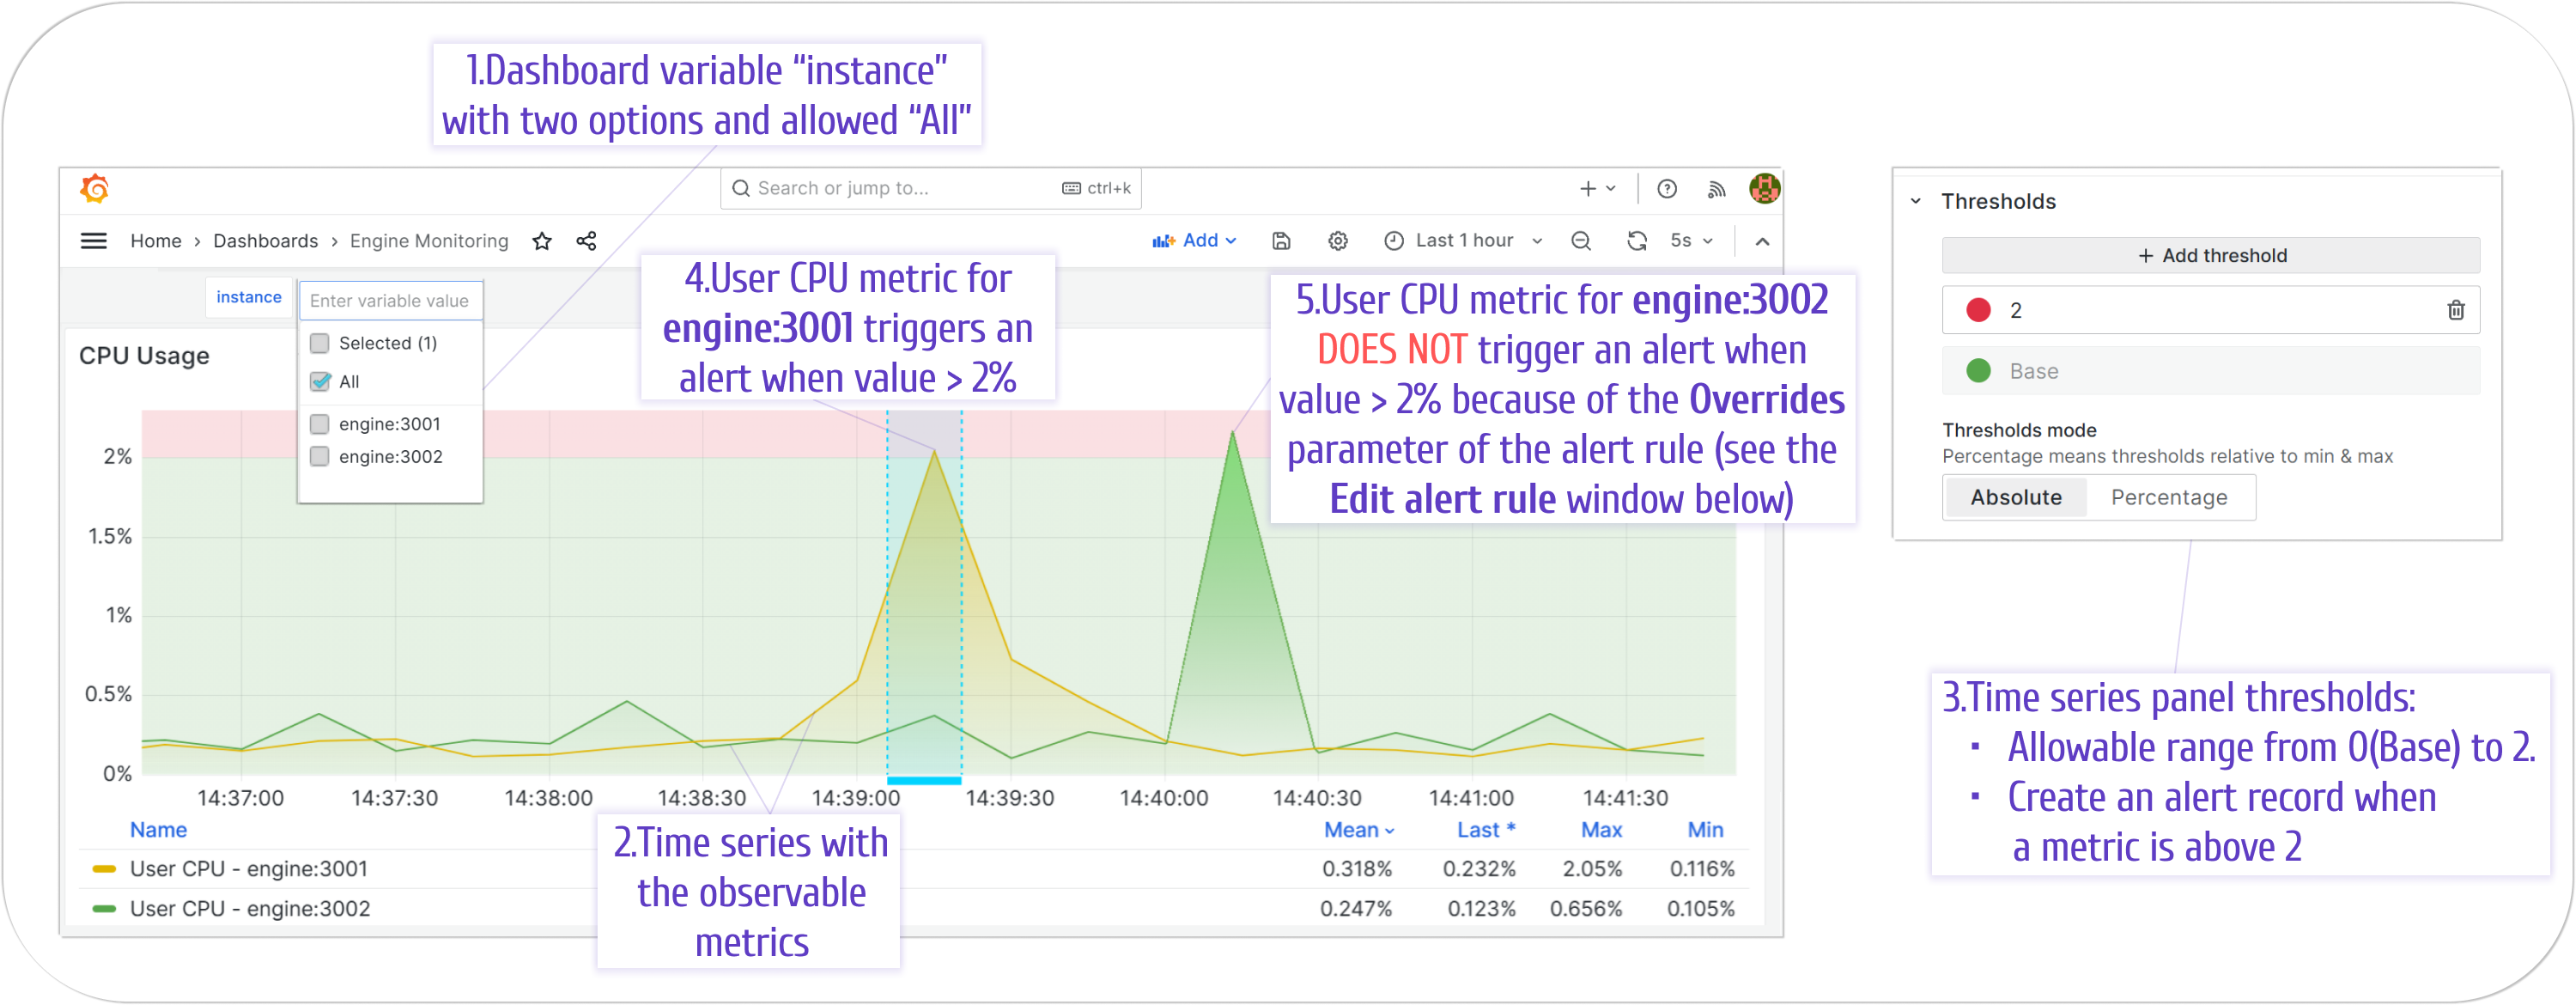 1.Dashboard variable “instance”
with two options and allowed “All”
Search or jump to...
ctrl+k
Home › Dashboards › Engine Monitoring
Add
Last 1 hour
5s
instance
Enter variable value
Selected (1)
All
engine:3001
engine:3002
CPU Usage
4.User CPU metric for
engine:3001 triggers an
alert when value > 2%
5.User CPU metric for engine:3002
DOES NOT trigger an alert when
value > 2% because of the Overrides
parameter of the alert rule (see the
Edit alert rule window below)
2%
1.5%
1%
0.5%
0%
14:37:00 14:37:30 14:38:00 14:38:30 14:39:00 14:39:30 14:40:00 14:40:30 14:41:00 14:41:30
Name Mean Last * Max Min
User CPU - engine:3001 0.318% 0.232% 2.05% 0.116%
User CPU - engine:3002 0.247% 0.123% 0.656% 0.105%
2.Time series with
the observable
metrics
Thresholds
+ Add threshold
2
Base
Thresholds mode
Percentage means thresholds relative to min & max
Absolute Percentage
3.Time series panel thresholds:
▪ Allowable range from 0(Base) to 2.
▪ Create an alert record when
a metric is above 2